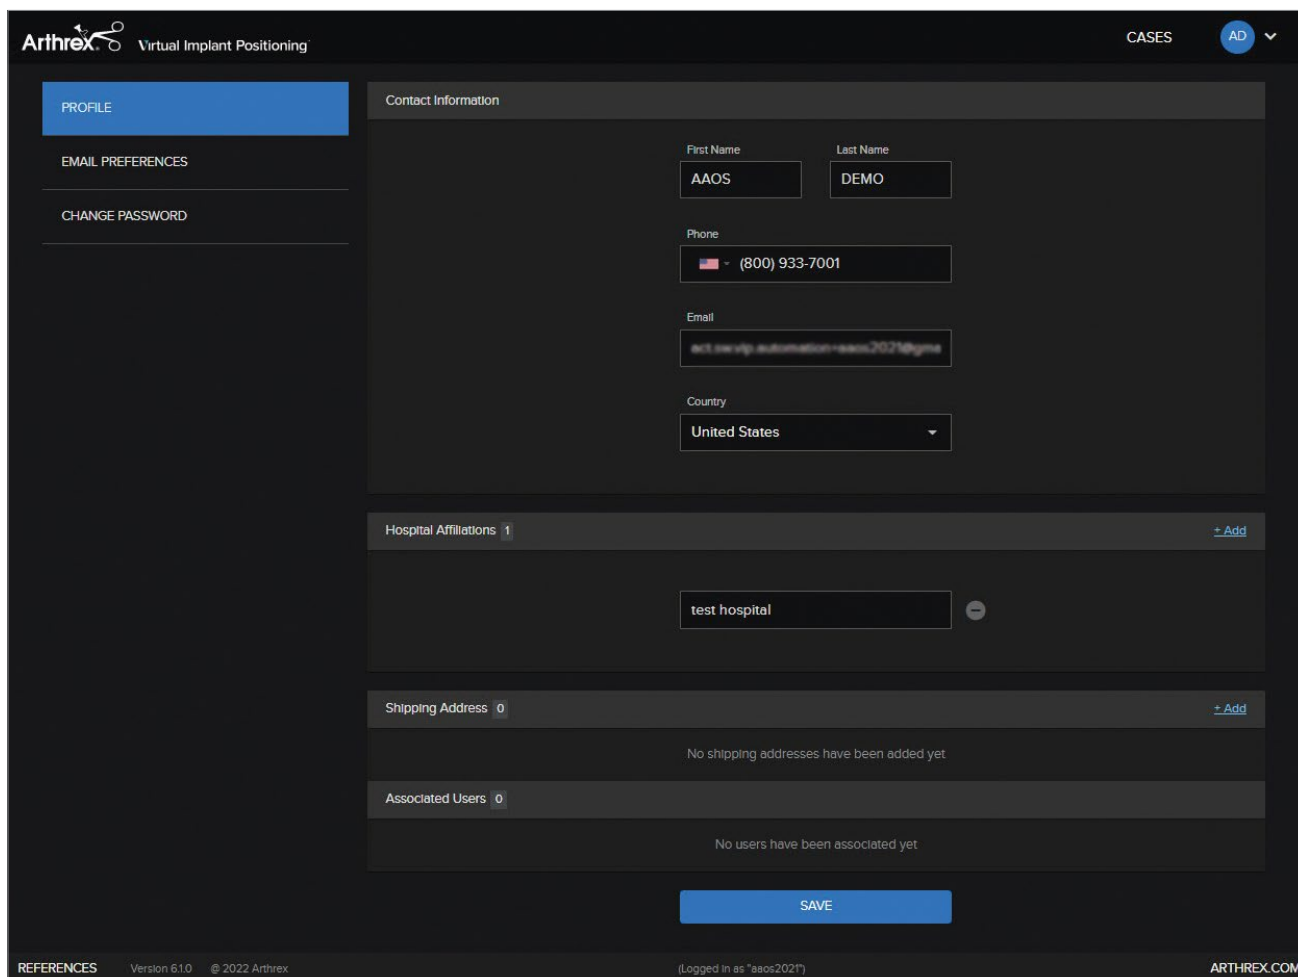 Arthrex Virtual Implant Positioning
CASES
AD
PROFILE
EMAIL PREFERENCES
CHANGE PASSWORD
Contact Information
First Name
Last Name
AAOS
DEMO
Phone
(800) 933-7001
Email
Country
United States
Hospital Affiliations 1
+ Add
test hospital
Shipping Address 0
+ Add
No shipping addresses have been added yet
Associated Users 0
No users have been associated yet
SAVE
REFERENCES
Version 6.1.0
@ 2022 Arthrex
(Logged in as "aaos2021")
ARTHREX.COM